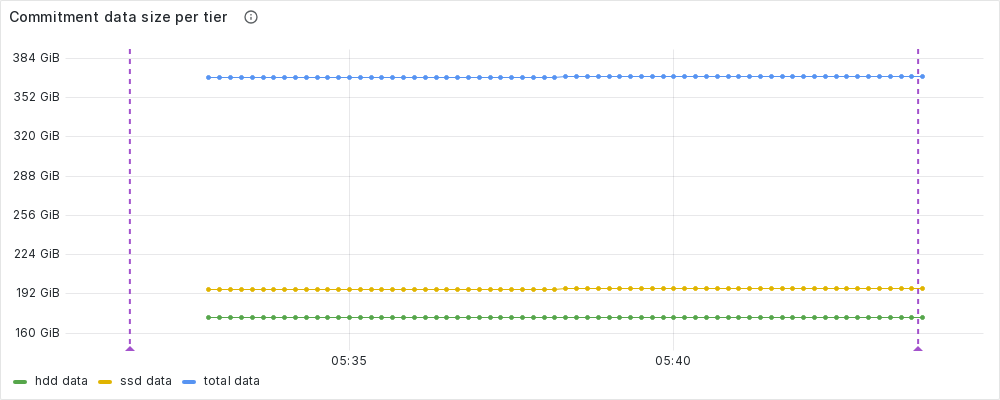 Commitment data size per tier
384 GiB
352 GiB
320 GiB
288 GiB
256 GiB
224 GiB
192 GiB
160 GiB
05:35 05:40
hdd data ssd data total data